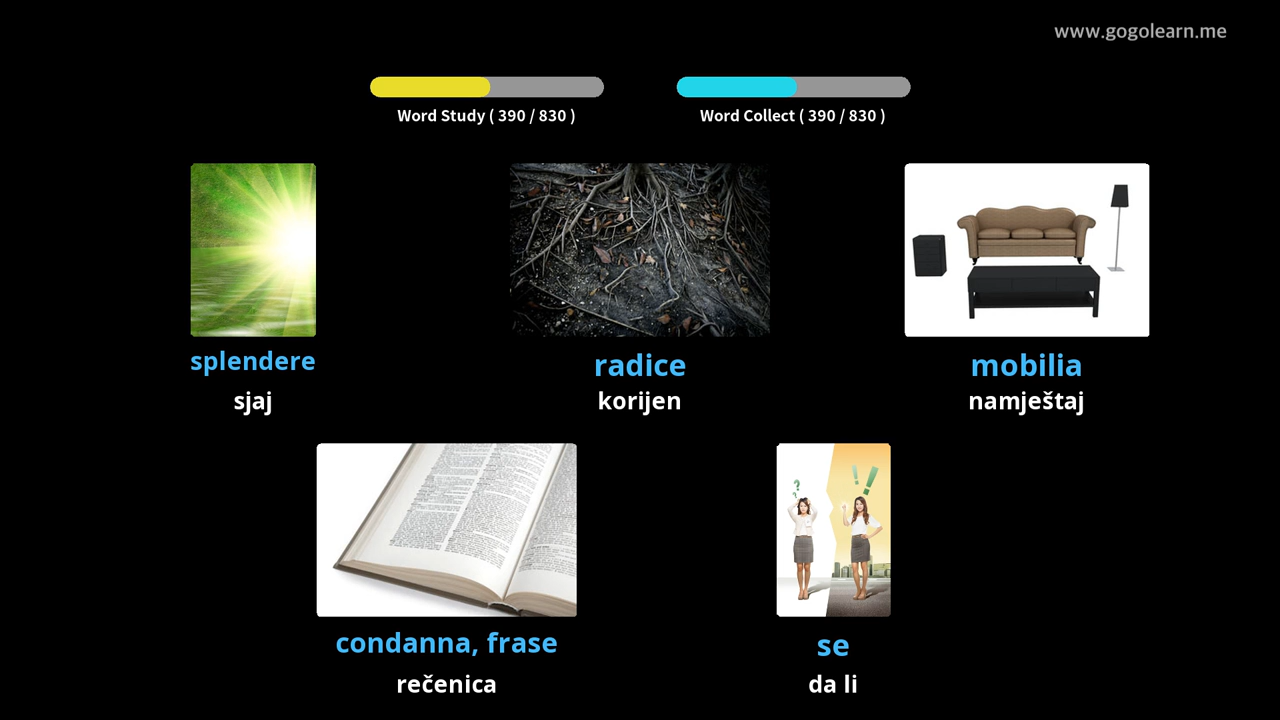 www.gogolearn.me
Word Study ( 390 / 830 )
Word Collect ( 390 / 830 )
splendere
sjaj
radice
korijen
mobilia
namještaj
condanna, frase
rečenica
se
da li